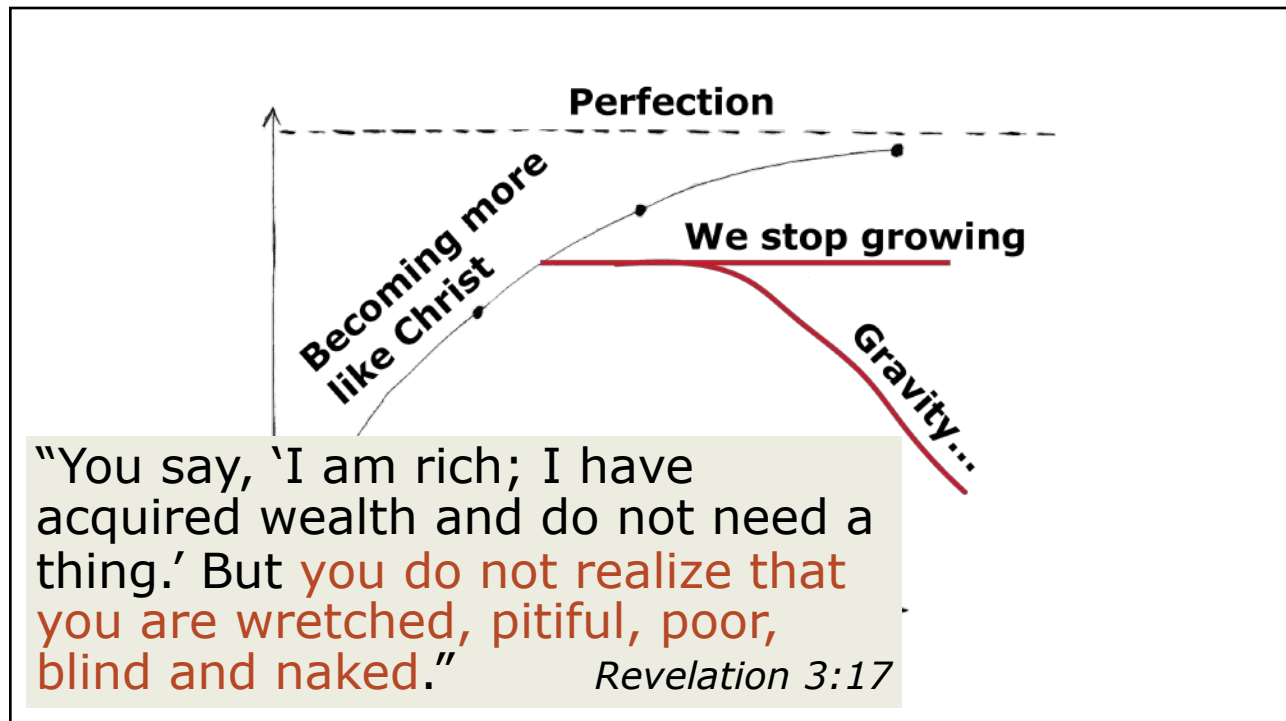 Perfection
Becoming more
like Christ
We stop growing
Gravity...
“You say, ‘I am rich; I have
acquired wealth and do not need a
thing.’ But you do not realize that
you are wretched, pitiful, poor,
blind and naked.” Revelation 3:17